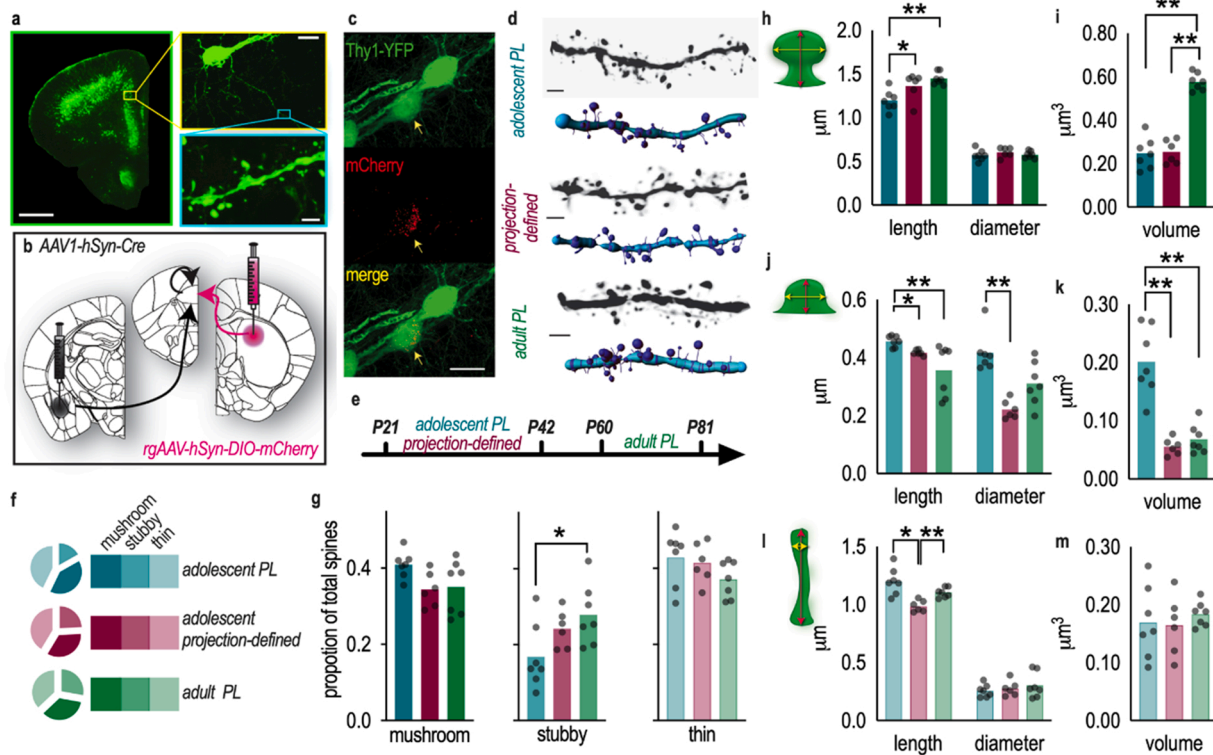 a
b AAV1-hSyn-Cre
rgAAV-hSyn-DIO-mCherry
c
Thy1-YFP
mCherry
merge
d
adolescent PL
projection-
defined
adult PL
e
P21 adolescent PL P42 P60 adult PL P81
projection-defined
f
mushroom
stubby
thin
adolescent PL
adolescent
projection-defined
adult PL
g
proportion of total spines
0.4
0.2
0.0
*
mushroom stubby thin
h
µm
2.0
1.5
1.0
0.5
0.0
* **
length diameter
i
µm³
0.80
0.60
0.40
0.20
0.00
**
**
volume
j
µm
0.6
0.4
0.2
0.0
**
* **
length diameter
k
µm³
0.30
0.20
0.10
0.00
**
**
volume
l
µm
1.5
1.0
0.5
0.0
* **
length diameter
m
µm³
0.30
0.20
0.10
0.00
volume